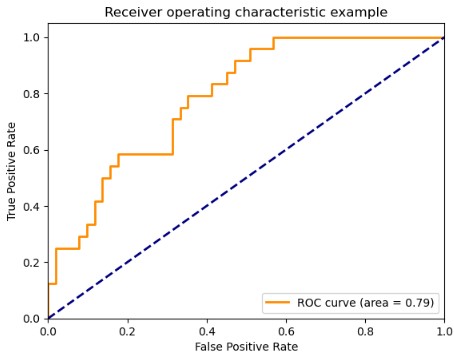 Receiver operating characteristic example
1.0
0.8
0.6
0.4
0.2
0.0
True Positive Rate
ROC curve (area = 0.79)
0.0 0.2 0.4 0.6 0.8 1.0
False Positive Rate